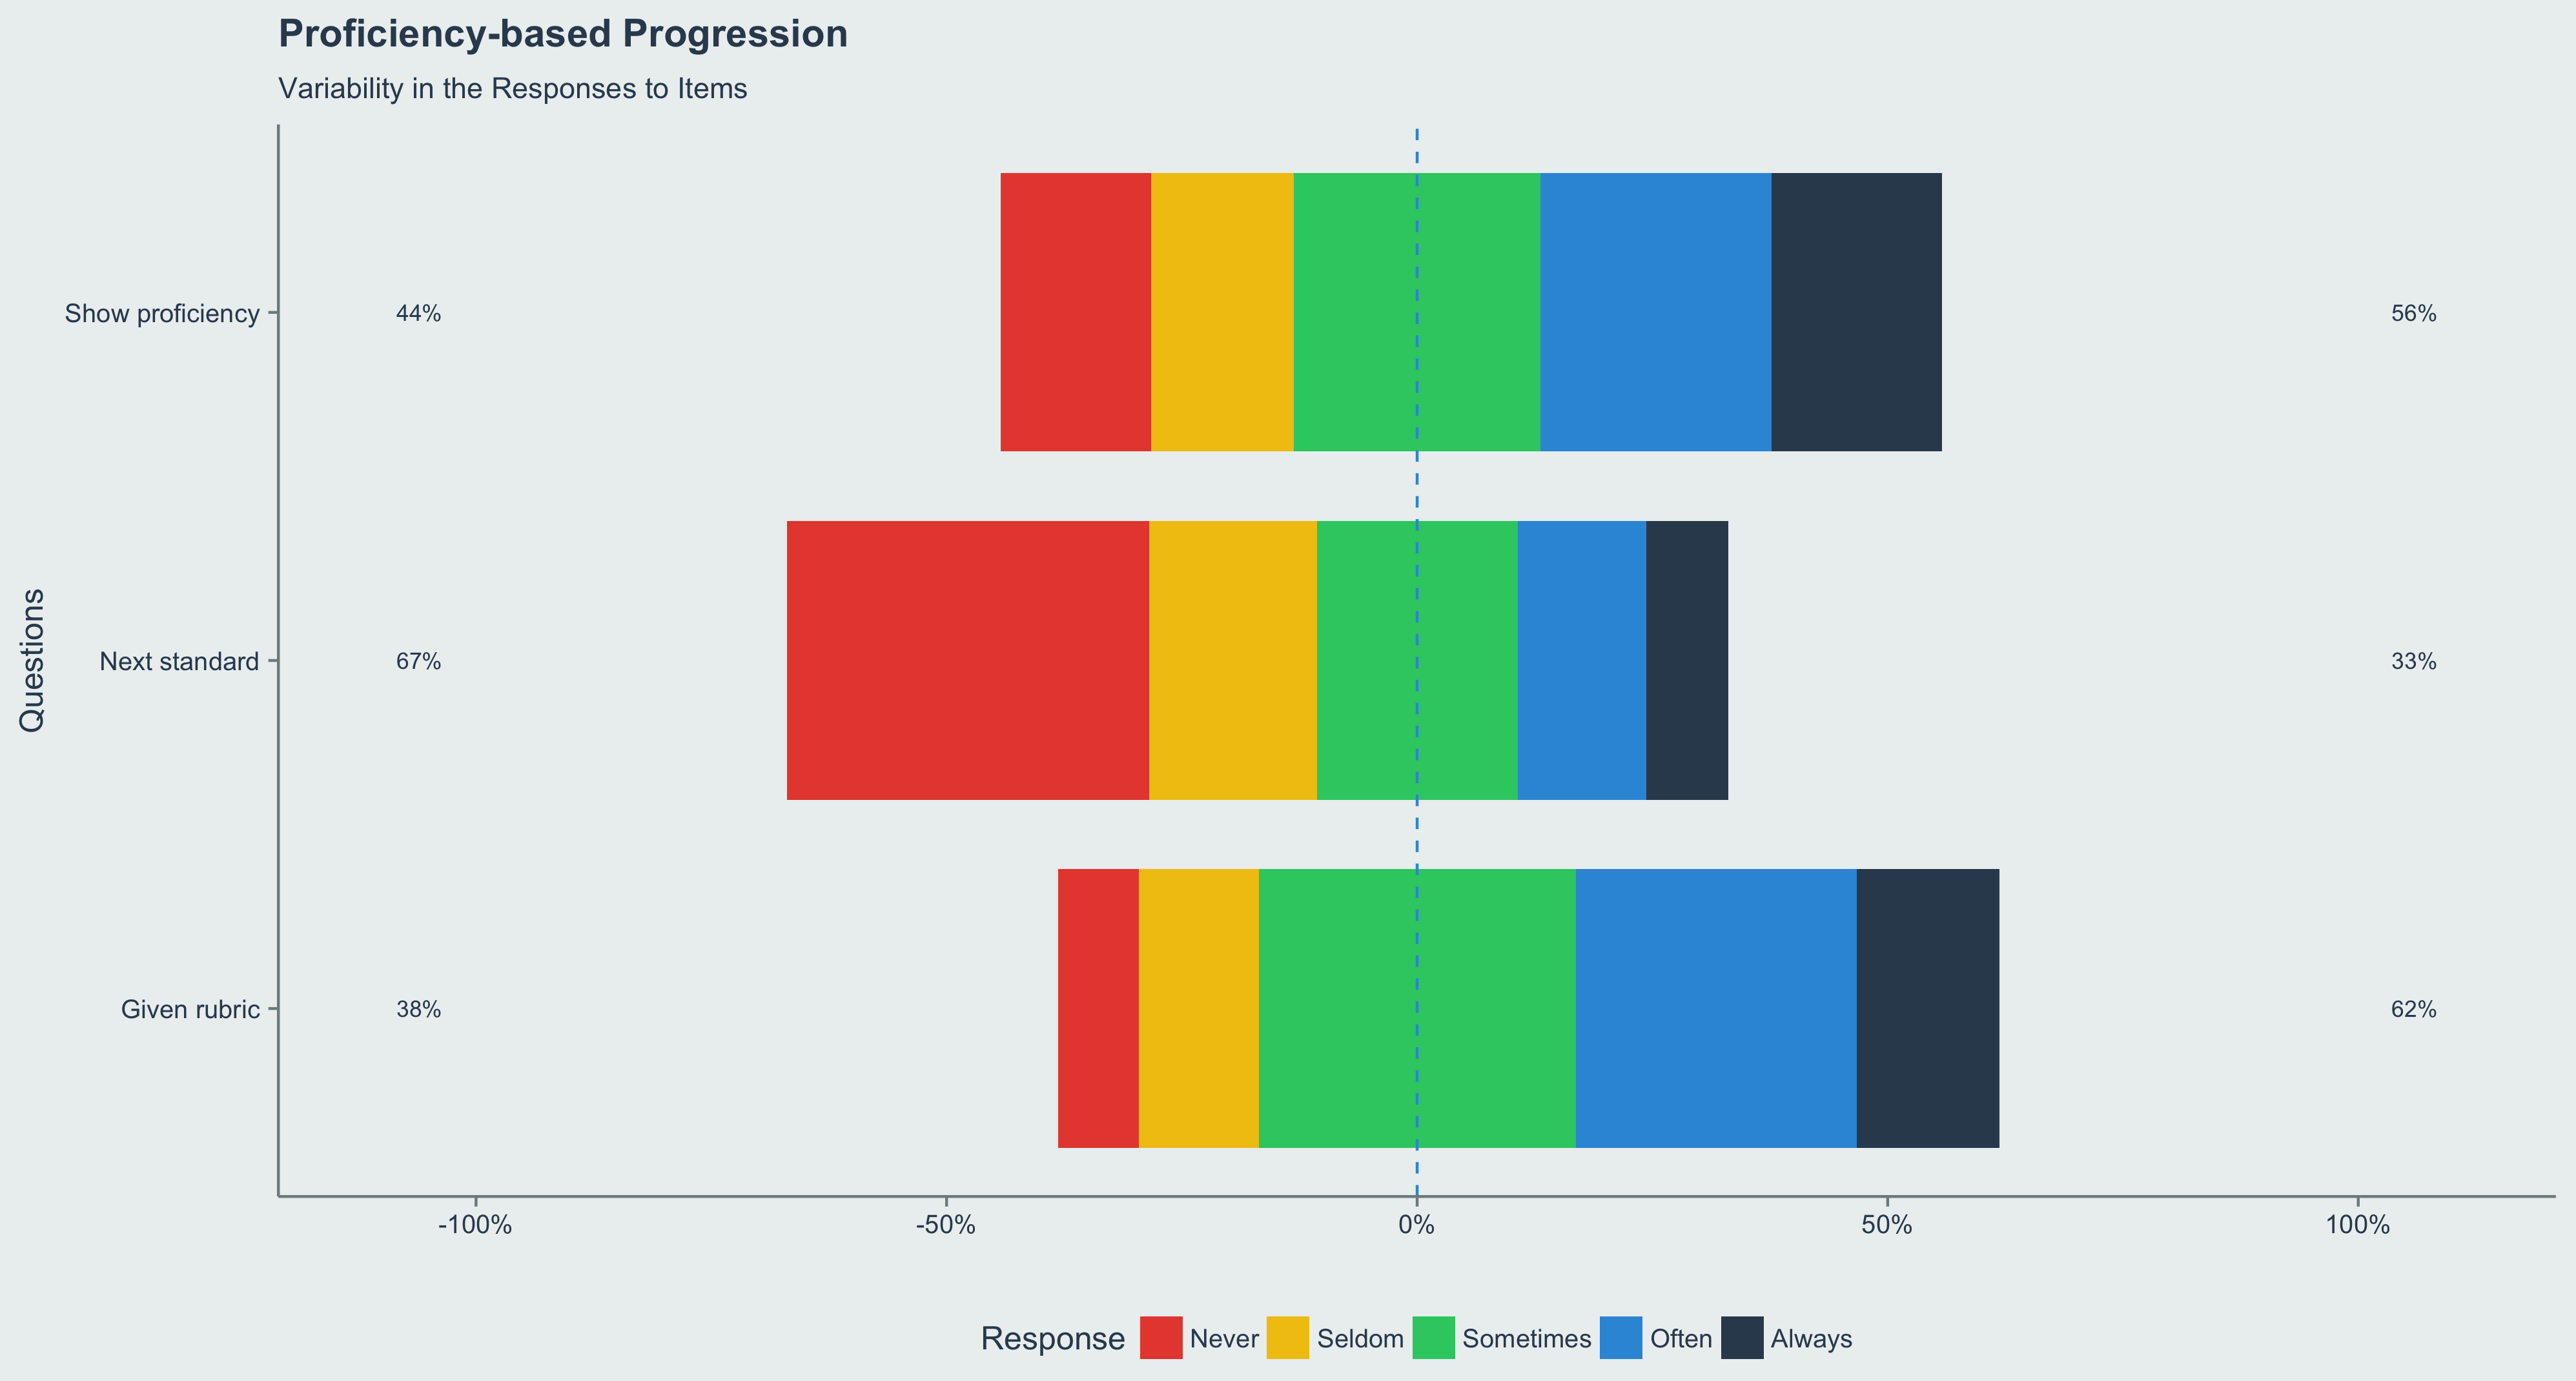 Proficiency-based Progression
Variability in the Responses to Items
Questions
Show proficiency 44% 56%
Next standard 67% 33%
Given rubric 38% 62%
-100% -50% 0% 50% 100%
Response Never Seldom Sometimes Often Always